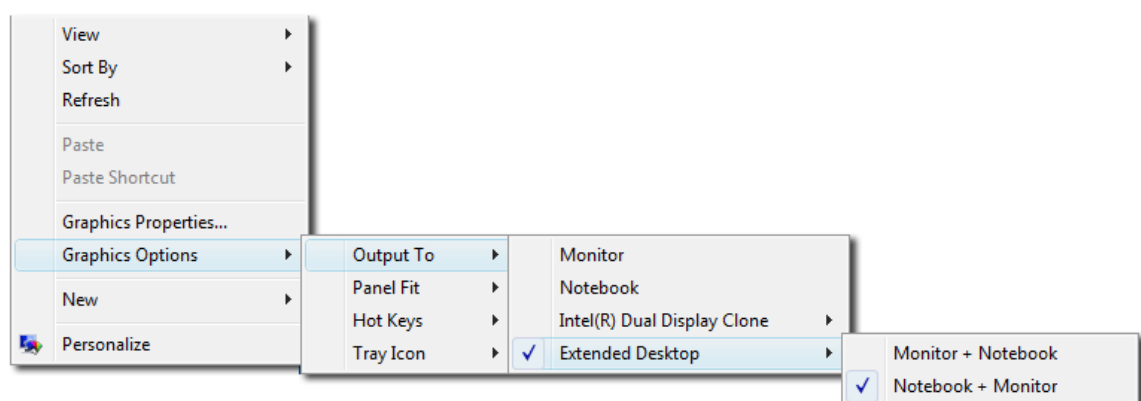 View
Sort By
Refresh
Paste
Paste Shortcut
Graphics Properties...
Graphics Options
New
Personalize
Output To
Panel Fit
Hot Keys
Tray Icon
Monitor
Notebook
Intel(R) Dual Display Clone
Extended Desktop
Monitor + Notebook
Notebook + Monitor